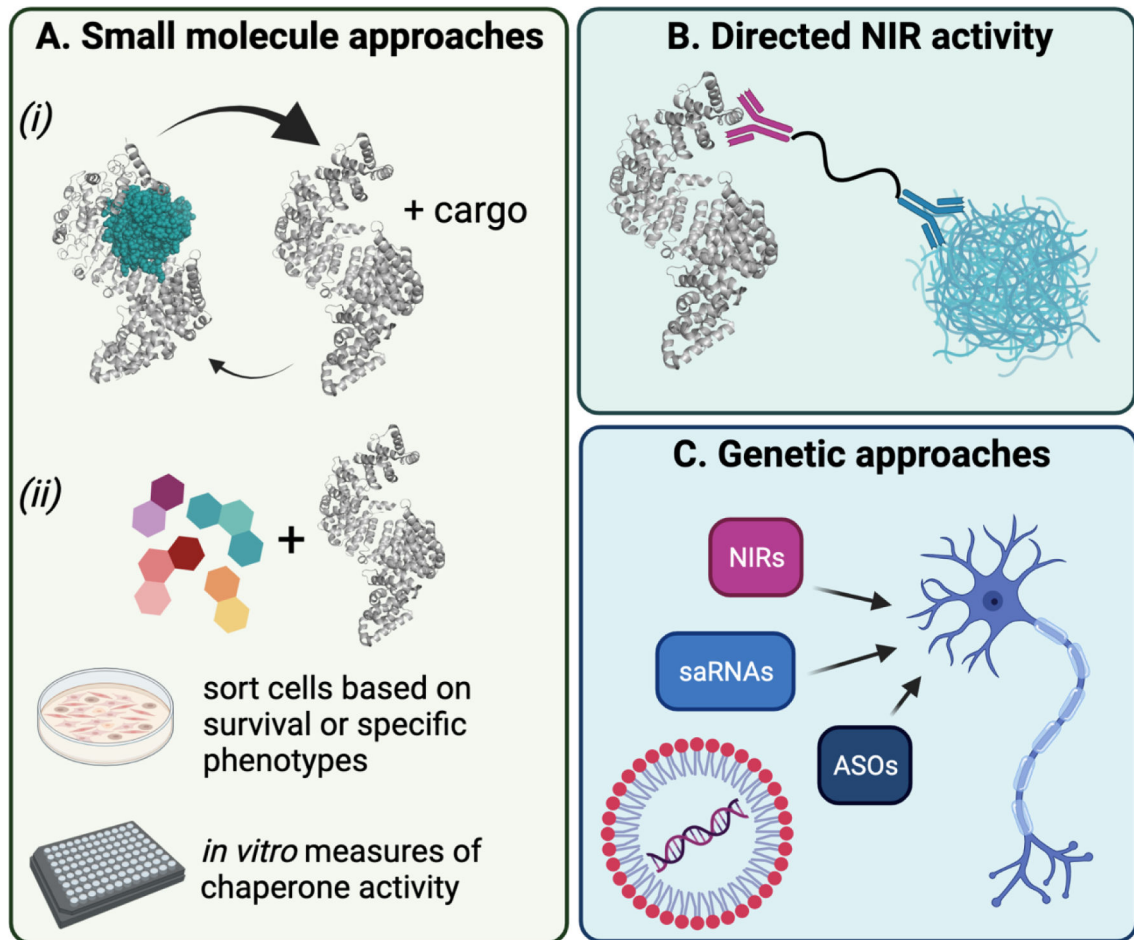 A. Small molecule approaches
(i)
+ cargo
(ii)
+
sort cells based on
survival or specific
phenotypes
in vitro measures of
chaperone activity
B. Directed NIR activity
C. Genetic approaches
NIRs
saRNAs
ASOs